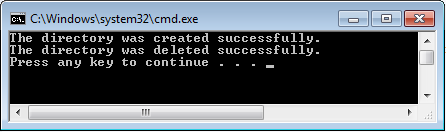 C:\Windows\system32\cmd.exe
The directory was created successfully.
The directory was deleted successfully.
Press any key to continue . . . _